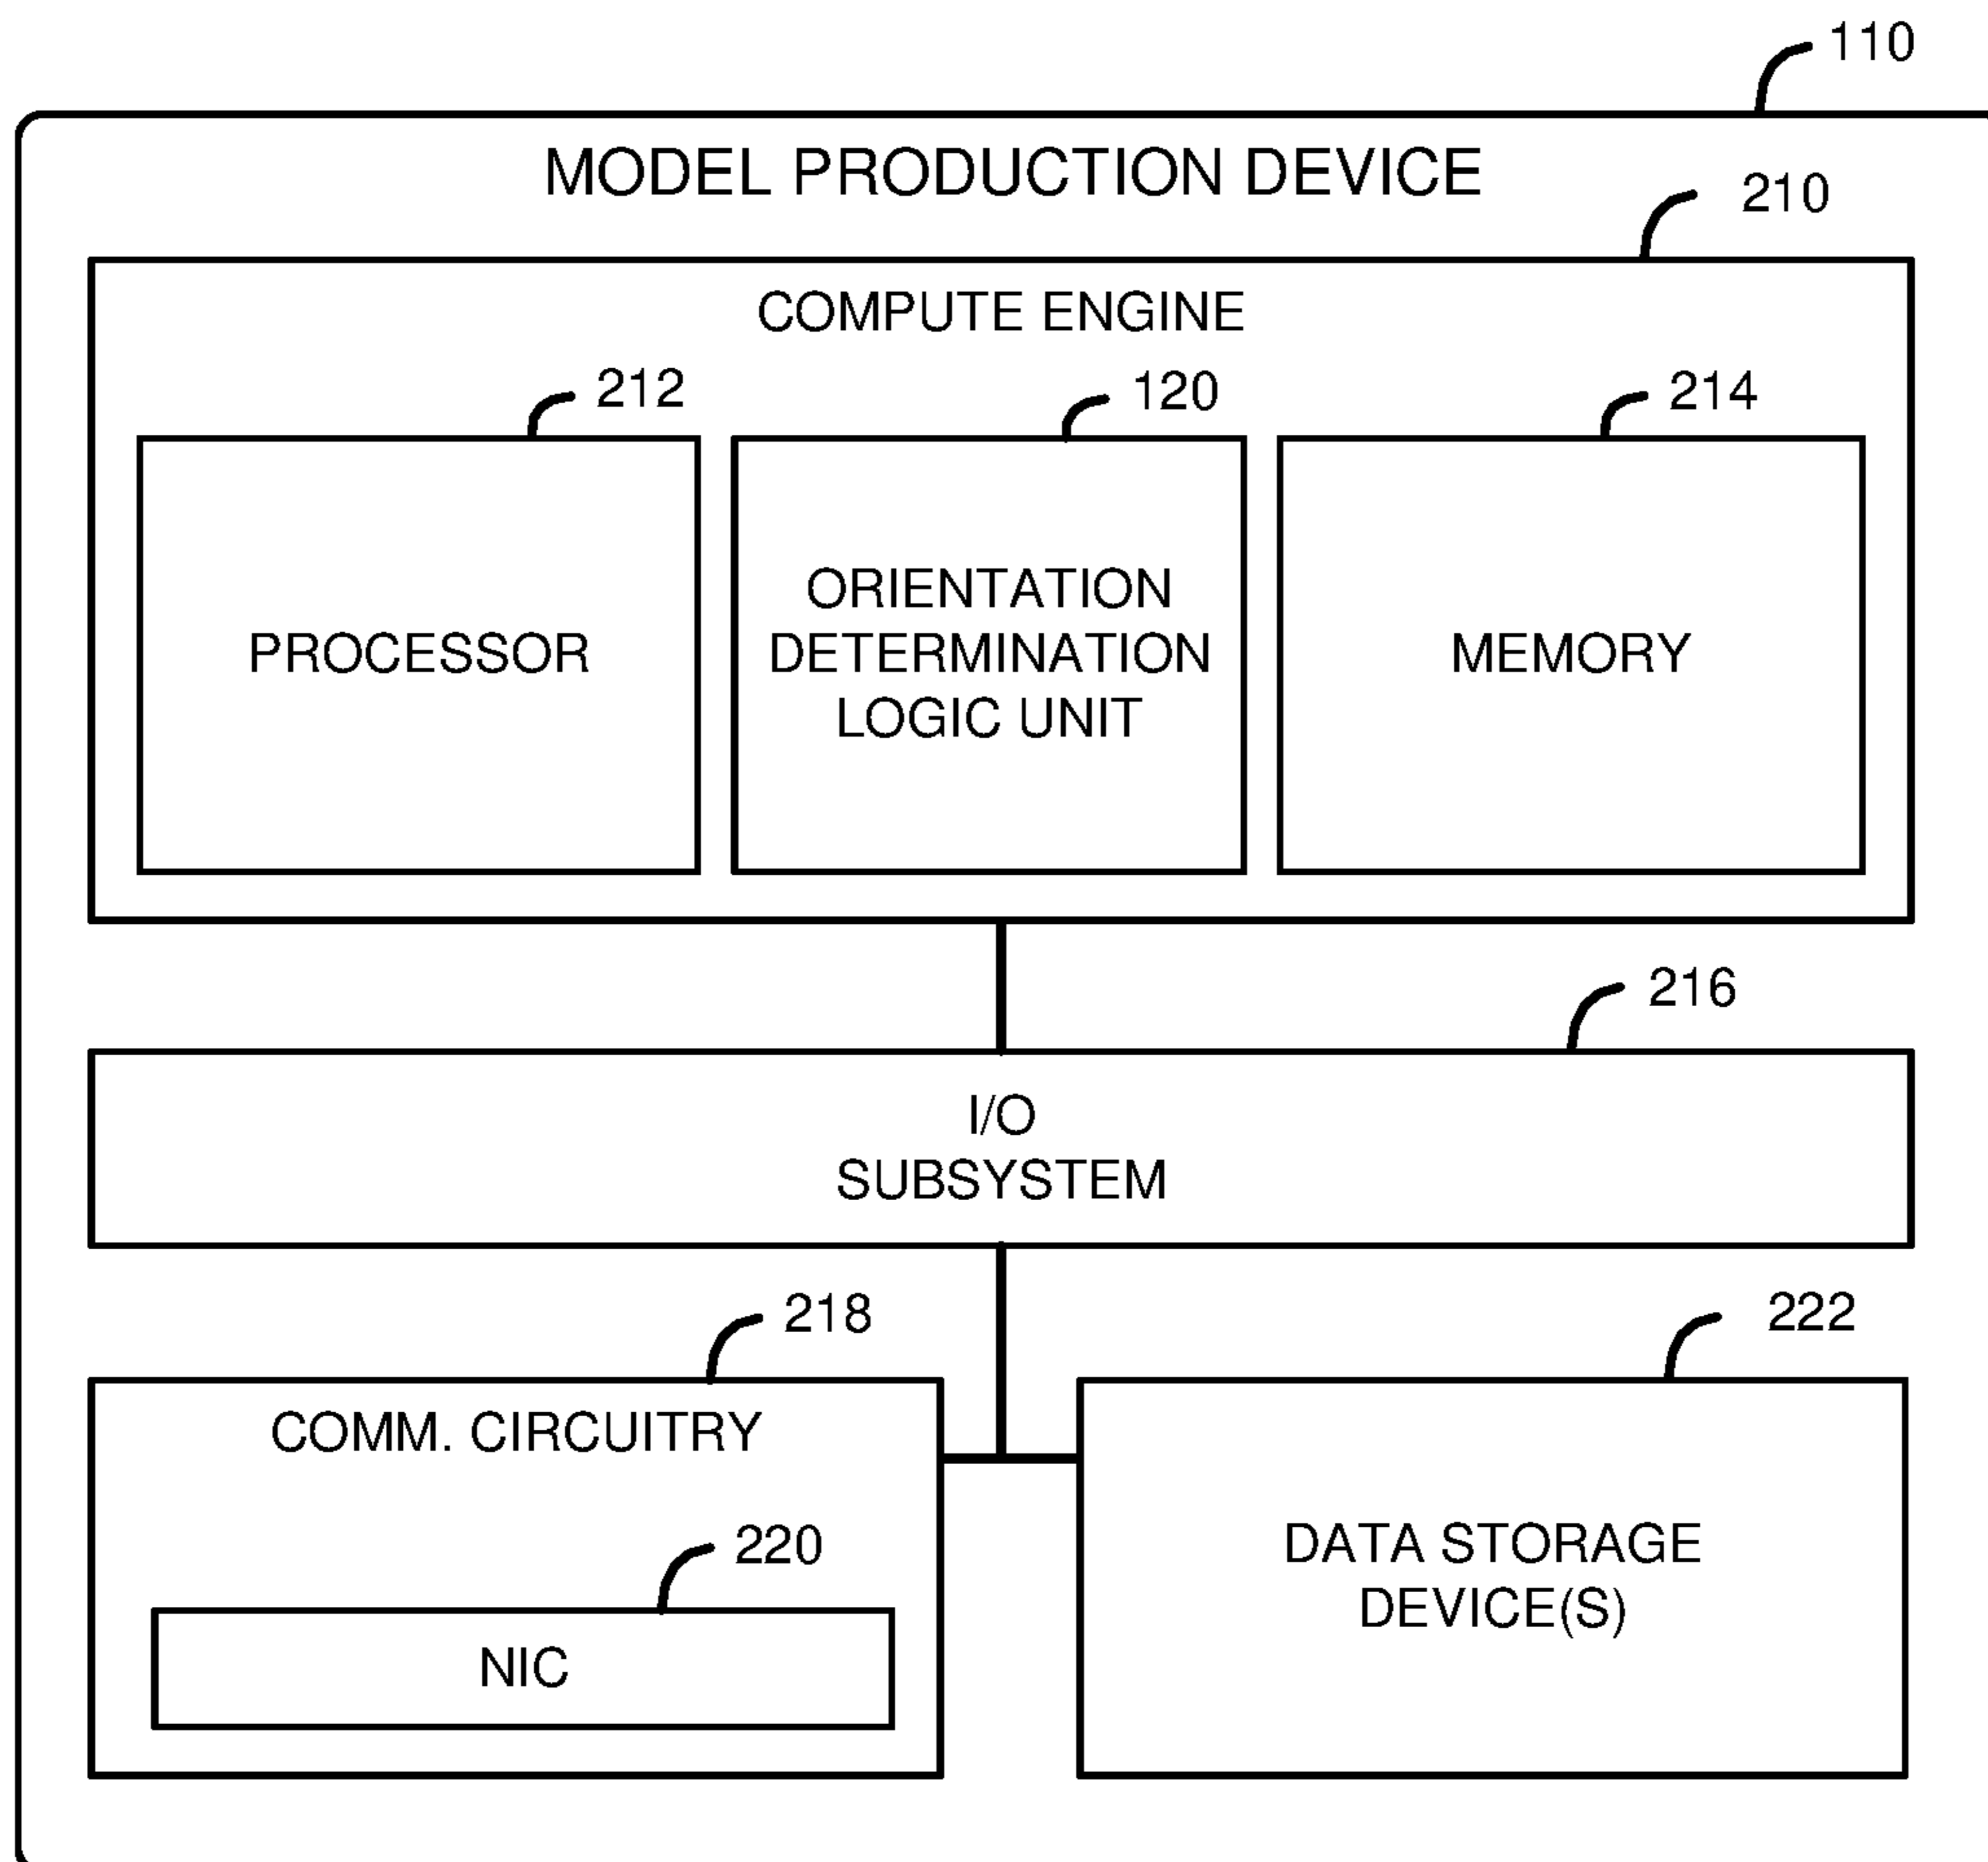 110
MODEL PRODUCTION DEVICE
210
COMPUTE ENGINE
212
120
214
PROCESSOR
ORIENTATION
DETERMINATION
LOGIC UNIT
MEMORY
216
I/O
SUBSYSTEM
218
222
COMM. CIRCUITRY
220
NIC
DATA STORAGE
DEVICE(S)